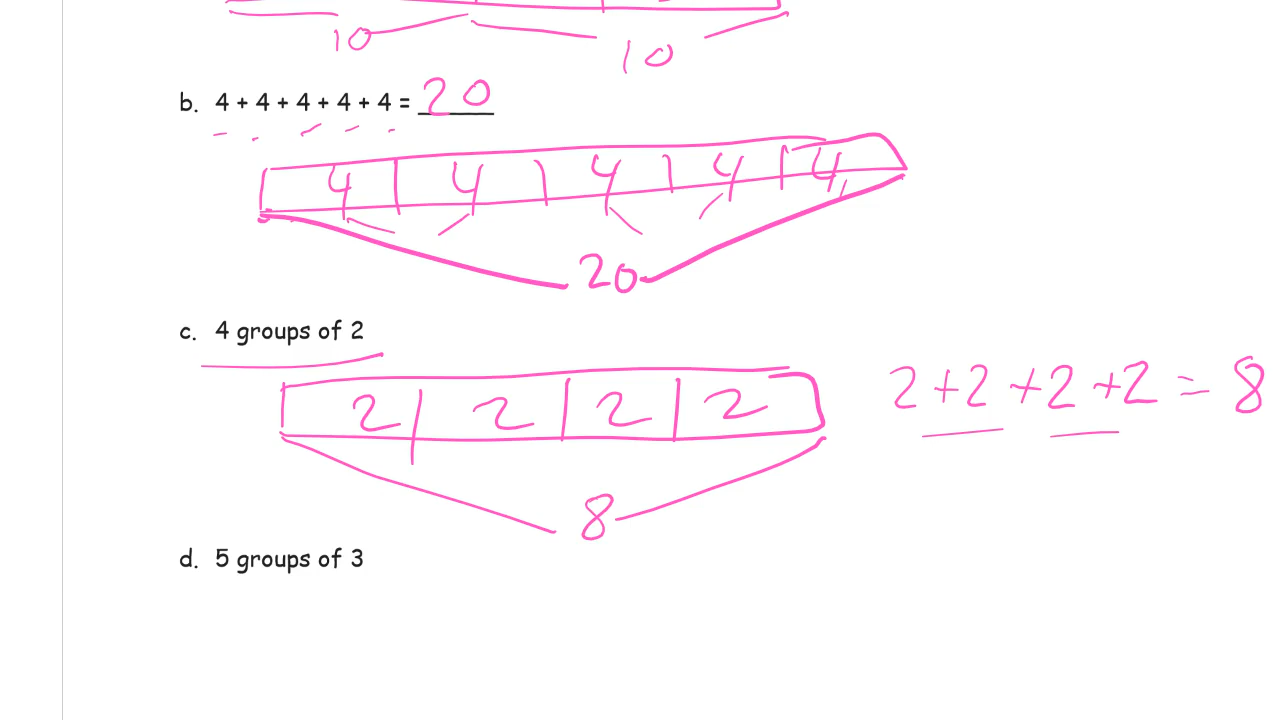 10
10
b. 4 + 4 + 4 + 4 + 4 = 20
4 4 4 4 4
20
c. 4 groups of 2
2 2 2 2
2 + 2 + 2 + 2 = 8
8
d. 5 groups of 3